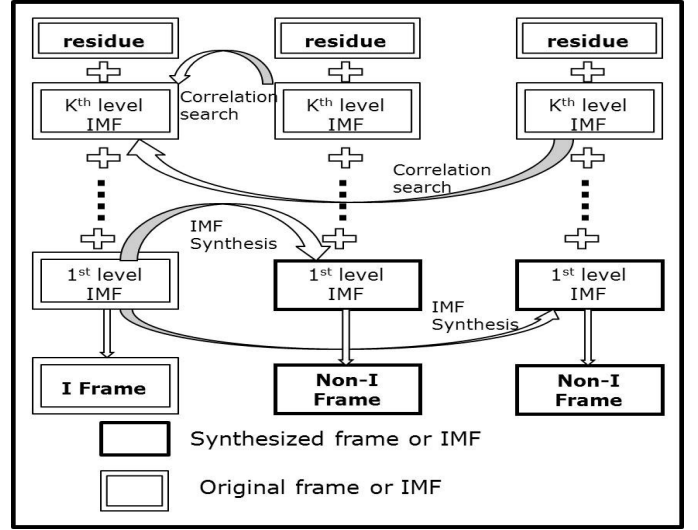 residue residue residue
Correlation
search
Kth level
IMF
Kth level
IMF
Kth level
IMF
Correlation
search
IMF
Synthesis
1st level
IMF
1st level
IMF
1st level
IMF
IMF
Synthesis
I Frame
Non-I
Frame
Non-I
Frame
Synthesized frame or IMF
Original frame or IMF